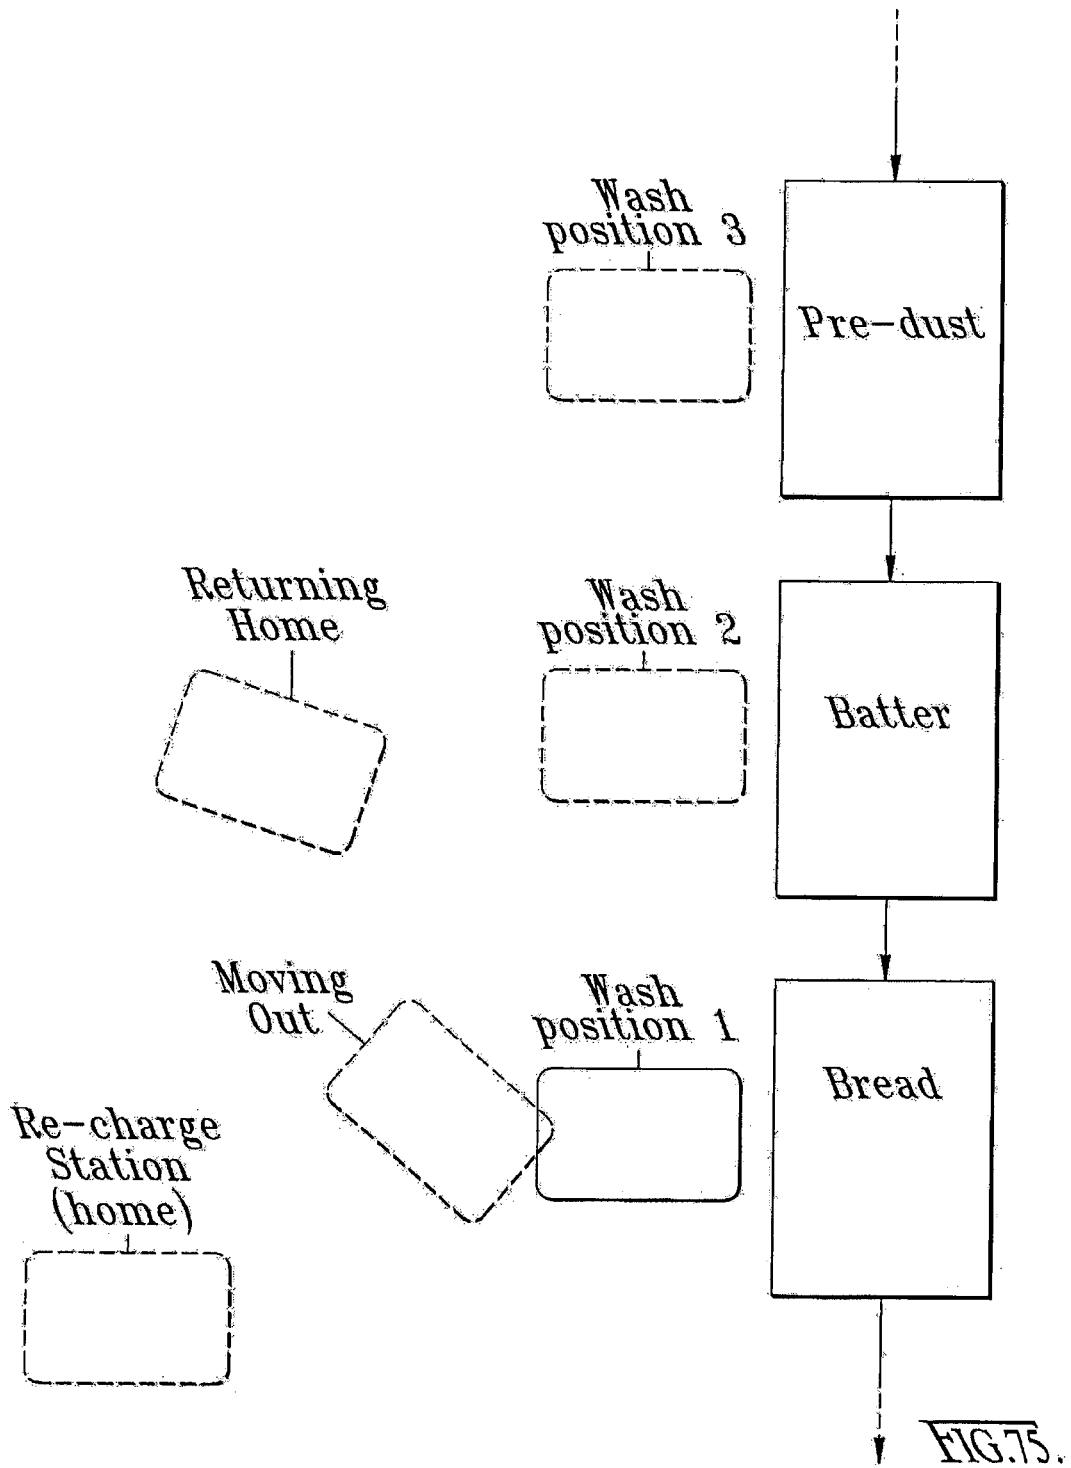 Wash
position 3
Pre-dust
Returning
Home
Wash
position 2
Batter
Moving
Out
Wash
position 1
Bread
Re-charge
Station
(home)
FIG.75.